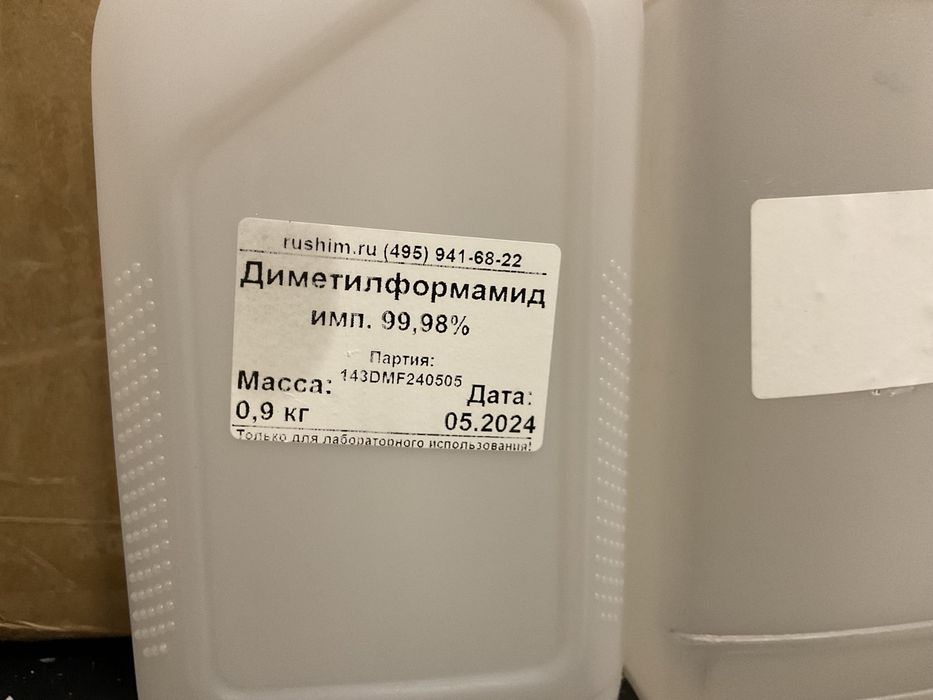 rushim.ru (495) 941-68-22
Диметилформамид
имп. 99,98%
Партия:
143DMF240505
Масса:
0,9 кг
Дата:
05.2024
Только для лабораторного использования!